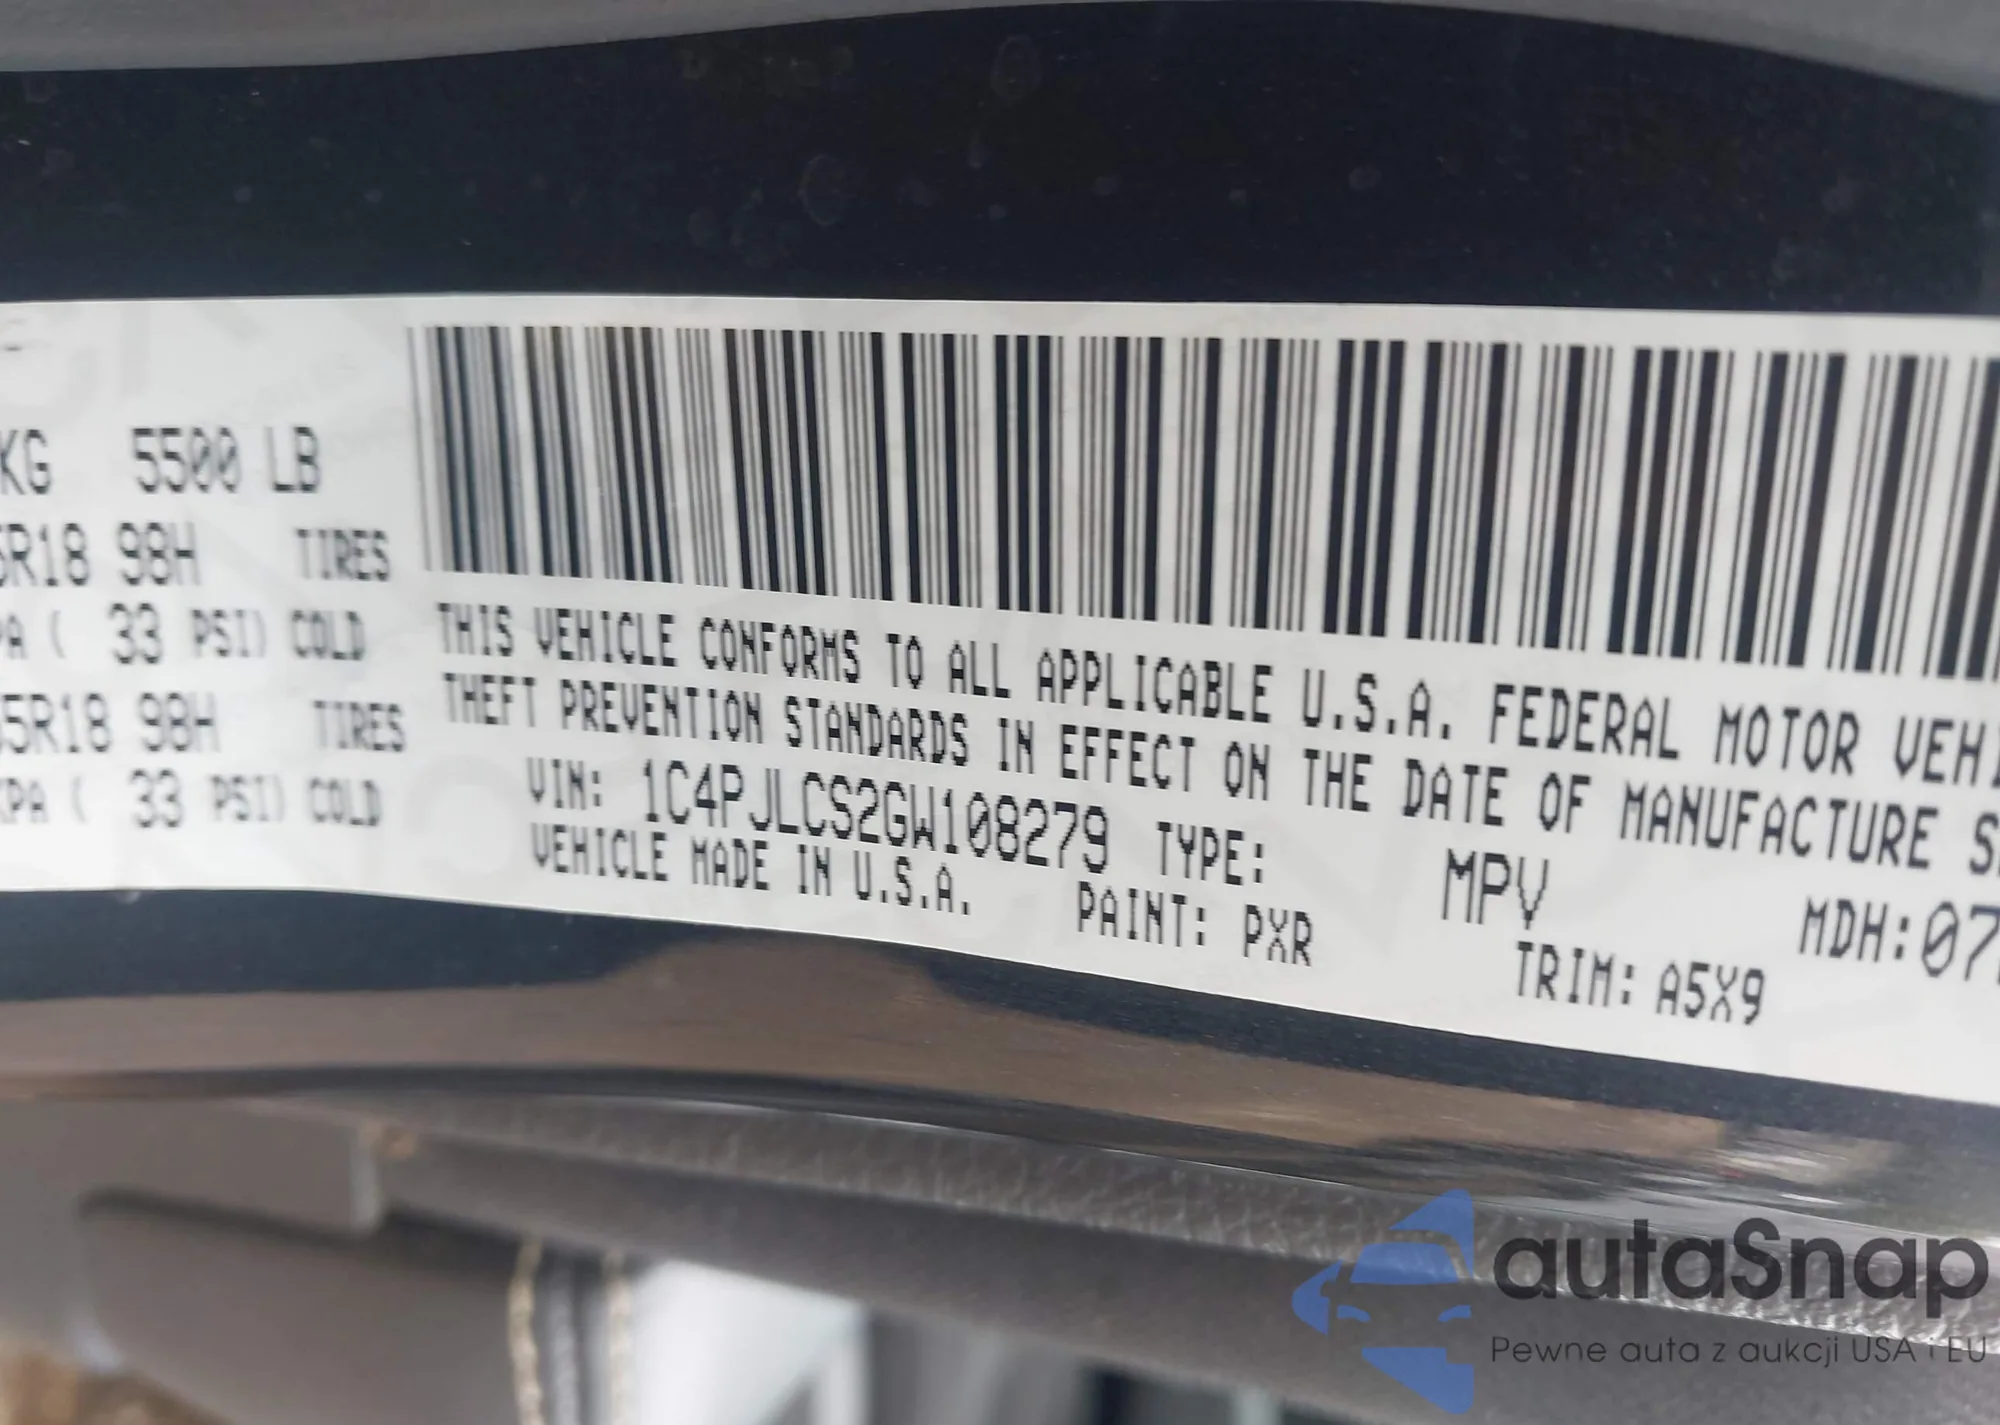 KG 5500 LB
5R18 98H TIRES
PA ( 33 PSI) COLD
5R18 98H TIRES
KPA ( 33 PSI) COLD
THIS VEHICLE CONFORMS TO ALL APPLICABLE U.S.A. FEDERAL MOTOR VEHI
THEFT PREVENTION STANDARDS IN EFFECT ON THE DATE OF MANUFACTURE S
VIN: 1C4PJLCS2GW108279 TYPE: MPV MDH:07
VEHICLE MADE IN U.S.A. PAINT: PXR TRIM: A5X9
autaSnap
Pewne auta z aukcji USA i EU